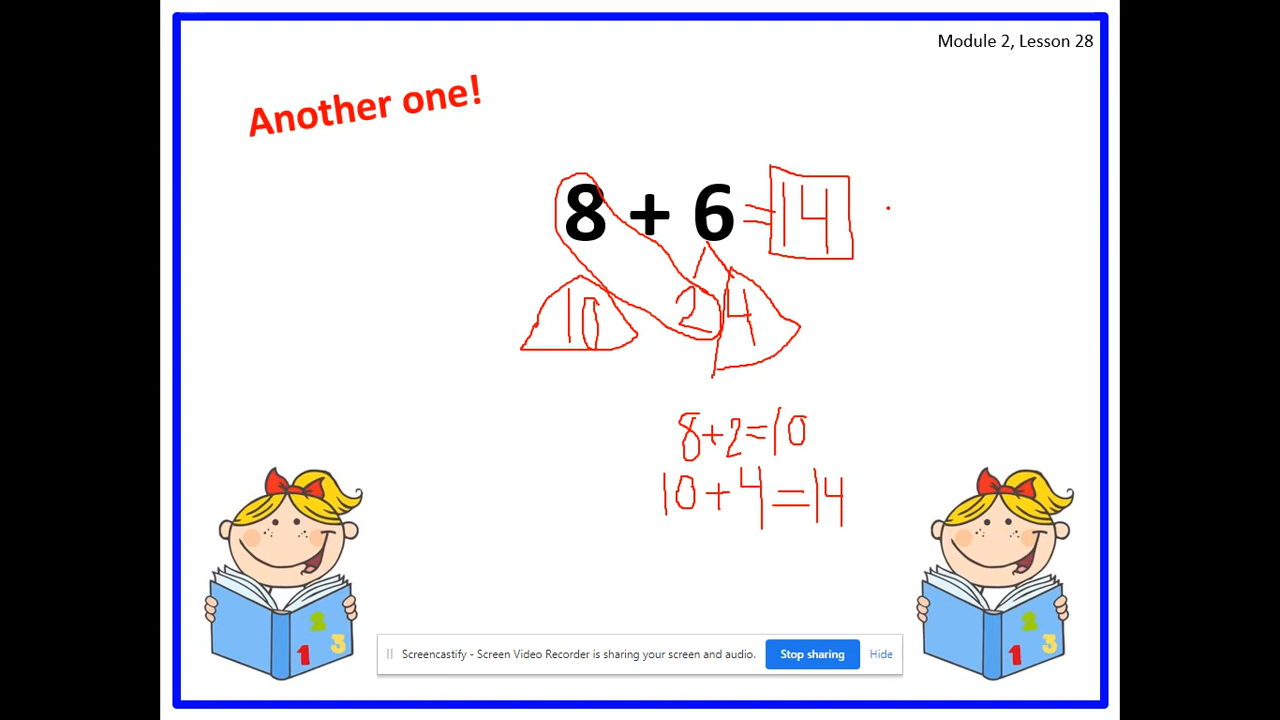 Module 2, Lesson 28
Another one!
8 + 6 = 14
10 2 4
8+2=10
10+4=14
2
1 3
2
1 3
Screencastify - Screen Video Recorder is sharing your screen and audio. Stop sharing Hide